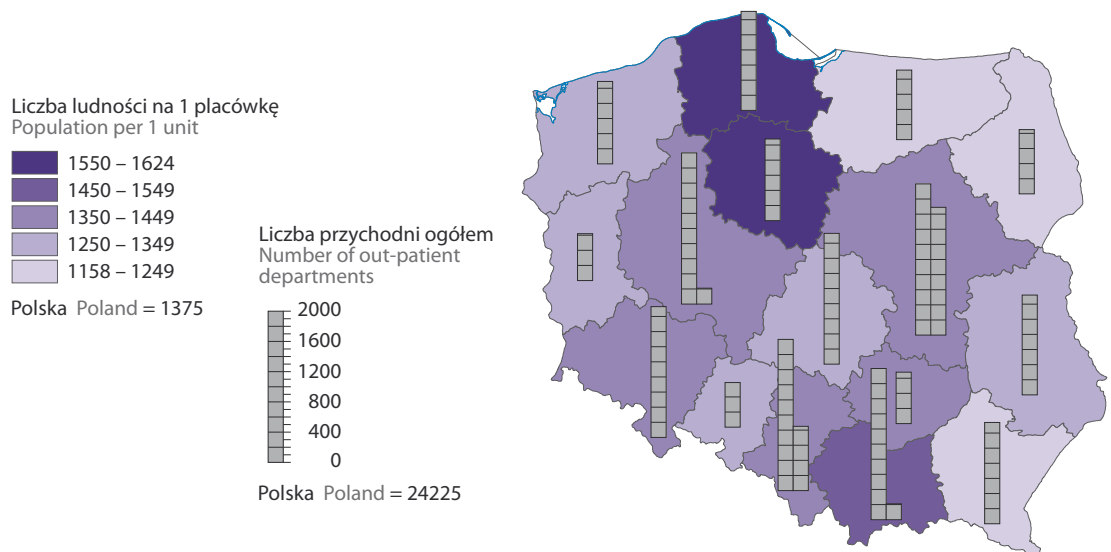 Liczba ludności na 1 placówkę
Population per 1 unit
1550 – 1624
1450 – 1549
1350 – 1449
1250 – 1349
1158 – 1249
Polska Poland = 1375
Liczba przychodni ogółem
Number of out-patient
departments
2000
1600
1200
800
400
0
Polska Poland = 24225